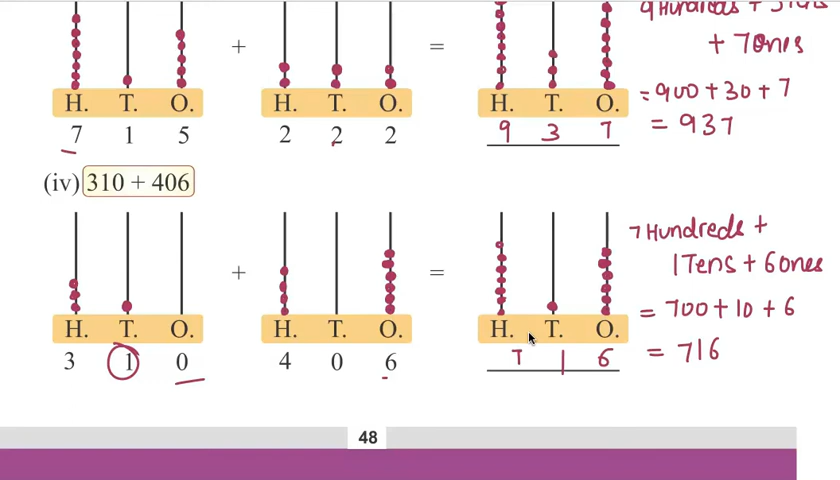 9 Hundreds + 3 Tens
+ 7 Ones
= 900 + 30 + 7
= 937
+ =
H. T. O. H. T. O. H. T. O.
7 1 5 2 2 2 9 3 7
(iv) 310 + 406
7 Hundreds +
1 Tens + 6 ones
= 700 + 10 + 6
= 716
+ =
H. T. O. H. T. O. H. T. O.
3 1 0 4 0 6 7 1 6
48